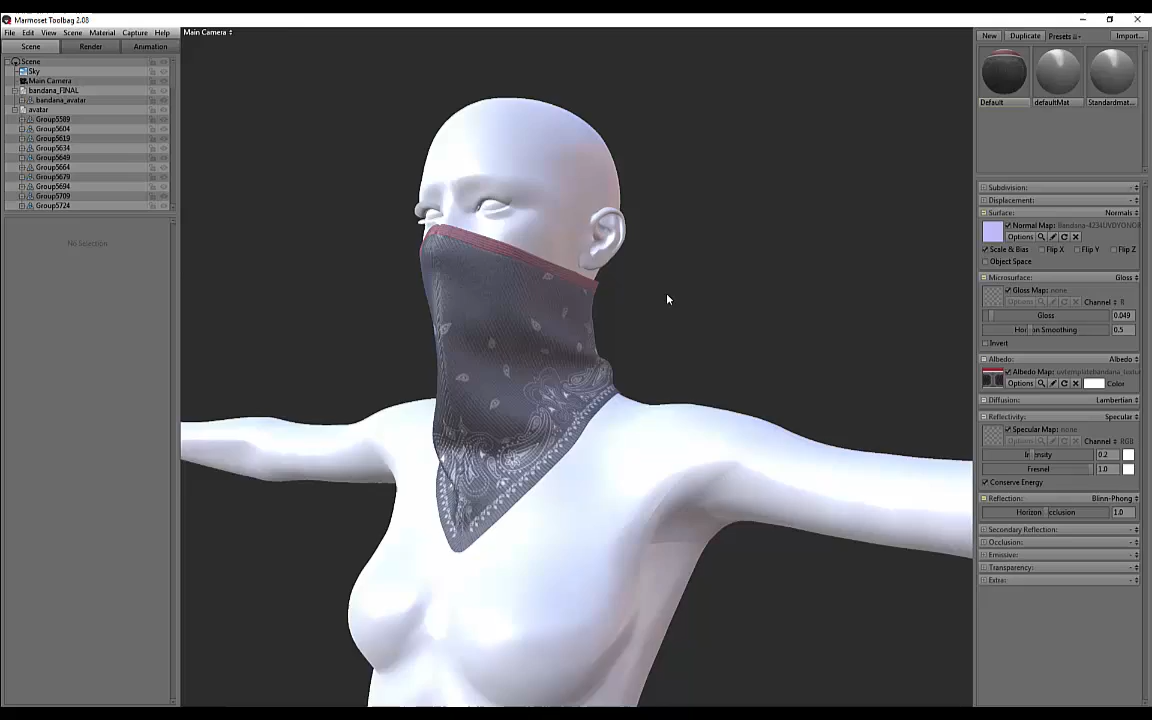 Marmoset Toolbag 2.08
File Edit View Scene Material Capture Help
Scene Render Animation
Main Camera
Scene
Sky
Main Camera
bandana_FINAL
bandana_avatar
avatar
Group5589
Group5604
Group5619
Group5634
Group5649
Group5664
Group5679
Group5694
Group5709
Group5724
No Selection
New Duplicate Presets Import...
Default defaultMat Standardmat...
Subdivision:
Displacement:
Surface: Normals
Normal Map:
Options
Scale & Bias Flip X Flip Y Flip Z
Object Space
Microsurface: Gloss
Gloss Map: none
Options Channel R
Gloss 0.049
Smoothing 0.5
Invert
Albedo: Albedo
Albedo Map:
Options Color
Diffusion: Lambertian
Reflectivity: Specular
Specular Map: none
Options Channel RGB
Intensity 0.2
Fresnel 1.0
Conserve Energy
Reflection: Blinn-Phong
Horizon Occlusion 1.0
Secondary Reflection:
Occlusion:
Emissive:
Transparency:
Extra: